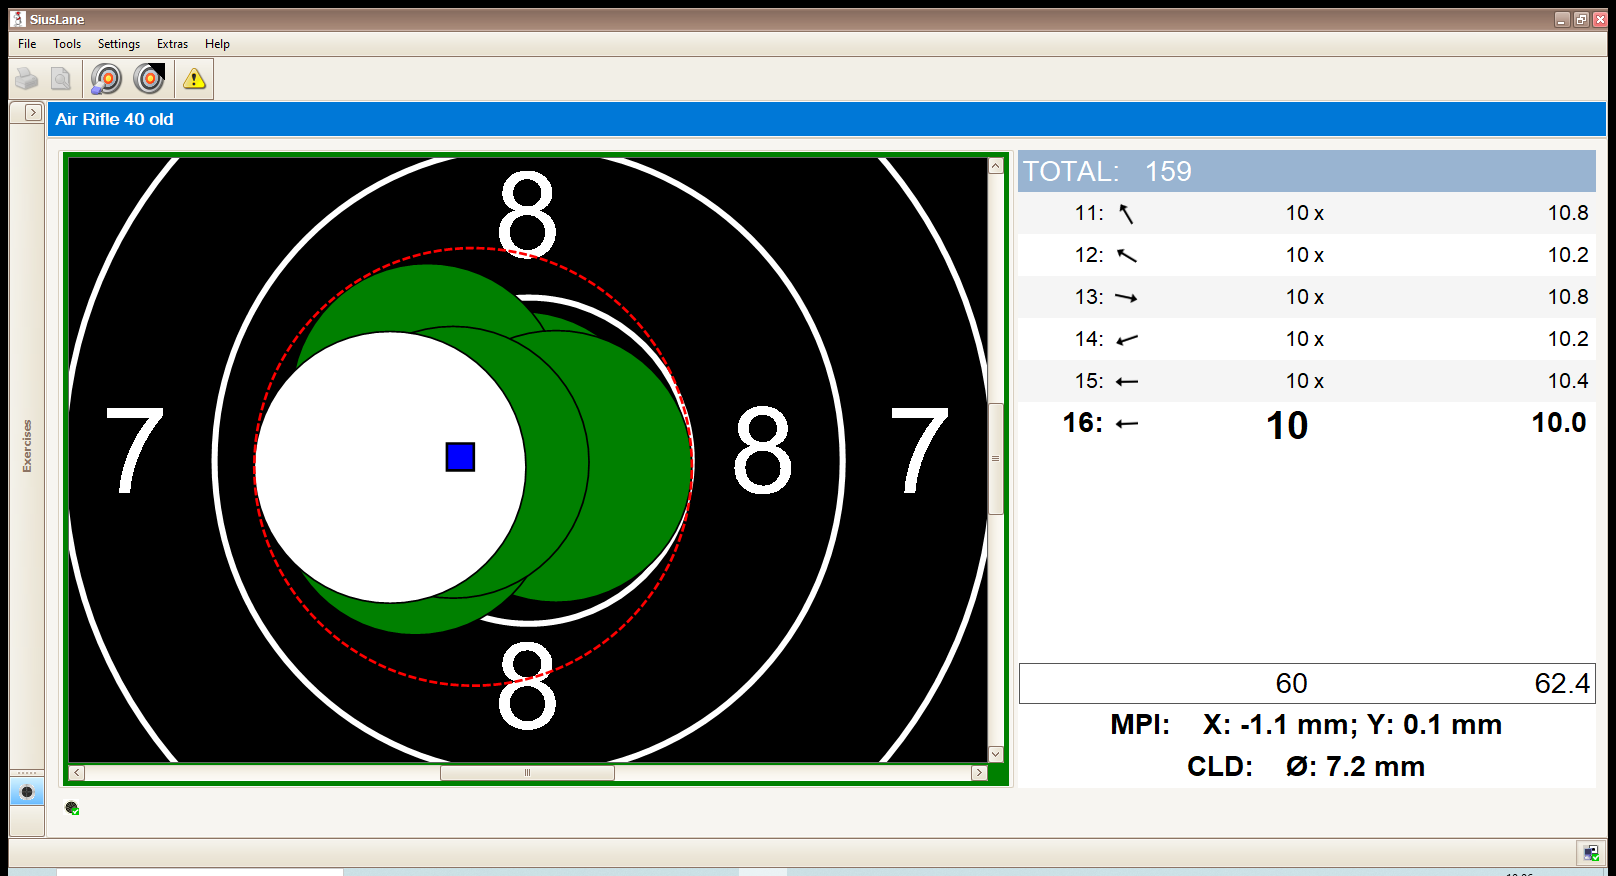 SiusLane
File Tools Settings Extras Help
Air Rifle 40 old
Exercises
8
7 8 7
8
TOTAL: 159
11: 10 x 10.8
12: 10 x 10.2
13: 10 x 10.8
14: 10 x 10.2
15: 10 x 10.4
16: 10 10.0
60 62.4
MPI: X: -1.1 mm; Y: 0.1 mm
CLD: Ø: 7.2 mm